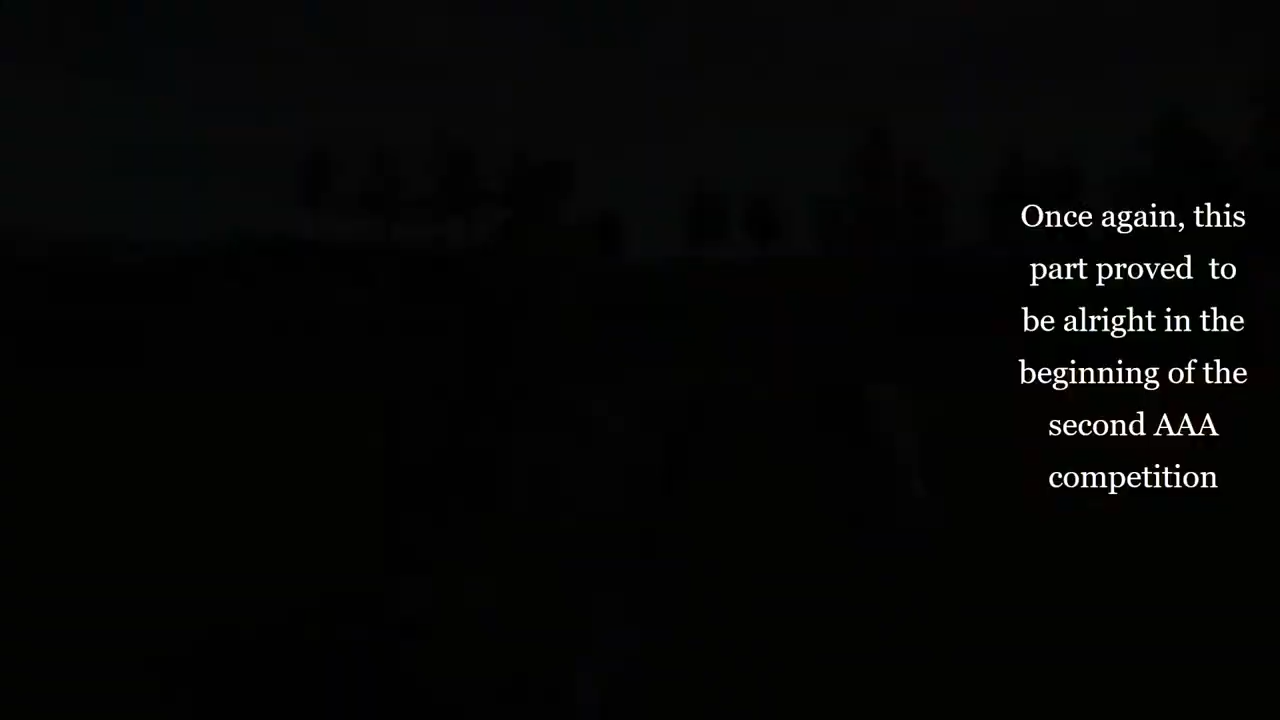 Once again, this
part proved  to
be alright in the
beginning of the
second AAA
competition